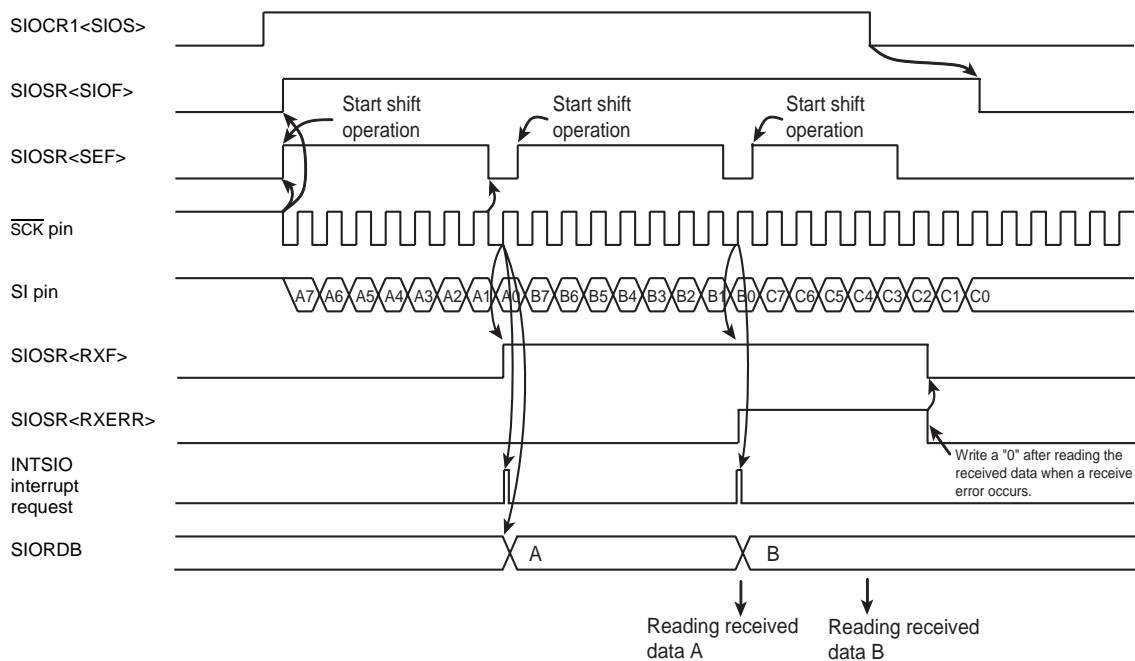 SIOCR1<SIOS>
SIOSR<SIOF>
Start shift
operation
Start shift
operation
Start shift
operation
SIOSR<SEF>
SCK pin
SI pin
A7 A6 A5 A4 A3 A2 A1 A0 B7 B6 B5 B4 B3 B2 B1 B0 C7 C6 C5 C4 C3 C2 C1 C0
SIOSR<RXF>
SIOSR<RXERR>
Write a "0" after reading the
received data when a receive
error occurs.
INTSIO
interrupt
request
SIORDB
A
B
Reading received
data A
Reading received
data B